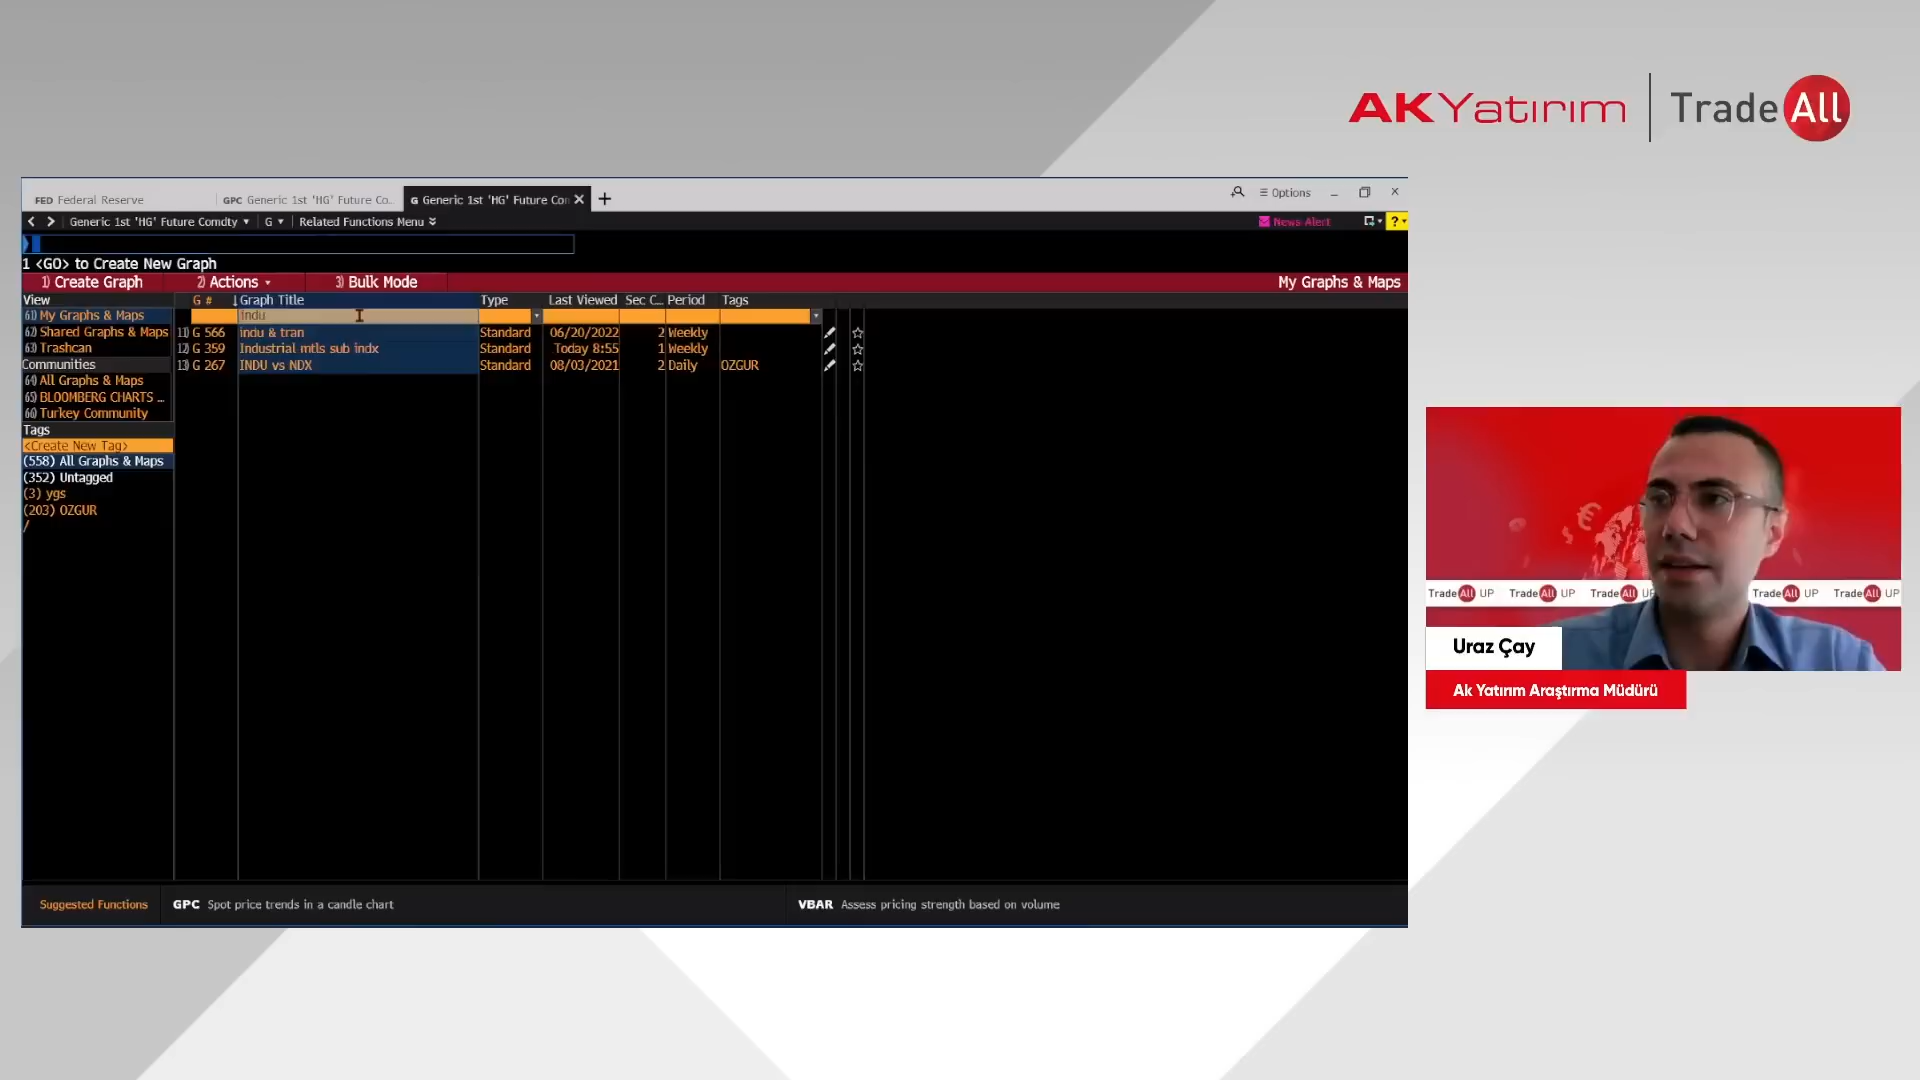 AKYatırım | TradeAll
FED Federal Reserve
GPC Generic 1st 'HG' Future Co...
G Generic 1st 'HG' Future Con
Options
Generic 1st 'HG' Future Comdty
G
Related Functions Menu
News Alert
?
1 <GO> to Create New Graph
1) Create Graph
2) Actions
3) Bulk Mode
My Graphs & Maps
View
61) My Graphs & Maps
62) Shared Graphs & Maps
63) Trashcan
Communities
64) All Graphs & Maps
65) BLOOMBERG CHARTS ...
66) Turkey Community
Tags
<Create New Tag>
(558) All Graphs & Maps
(352) Untagged
(3) ygs
(203) OZGUR
/
G # Graph Title Type Last Viewed Sec C... Period Tags
indu
11) G 566 indu & tran Standard 06/20/2022 2 Weekly
12) G 359 Industrial mtls sub indx Standard Today 8:55 1 Weekly
13) G 267 INDU vs NDX Standard 08/03/2021 2 Daily OZGUR
Suggested Functions
GPC Spot price trends in a candle chart
VBAR Assess pricing strength based on volume
TradeAll UP TradeAll UP TradeAll UP TradeAll UP TradeAll UP
Uraz Çay
Ak Yatırım Araştırma Müdürü